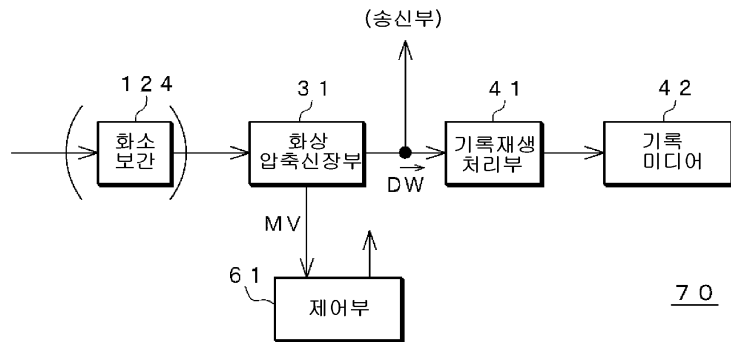 (송신부)
１２４
３１
４１
４２
화소
보간
화상
압축신장부
기록재생
처리부
기록
미디어
DW
MV
６１
제어부
７０